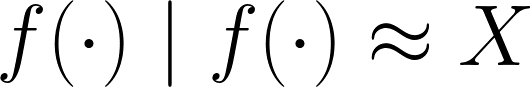 f(·) | f(·) ≈ X